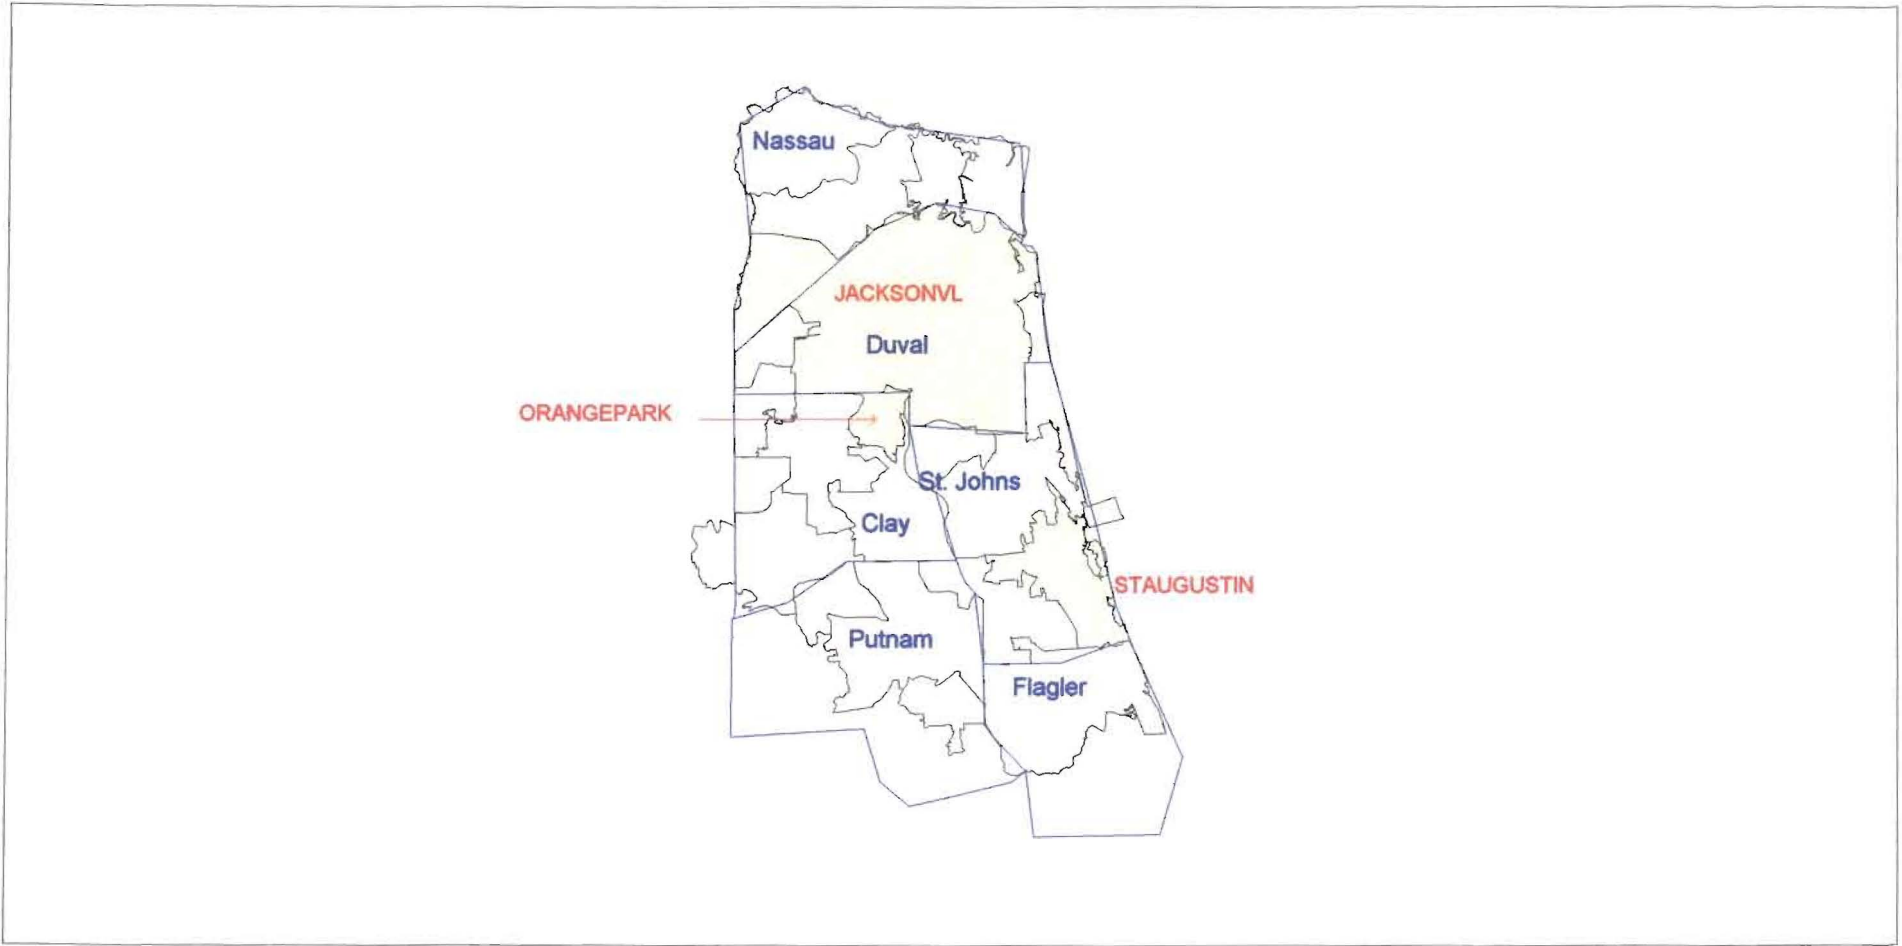 Nassau
JACKSONVL
Duval
ORANGEPARK
St. Johns
Clay
STAUGUSTIN
Putnam
Flagler